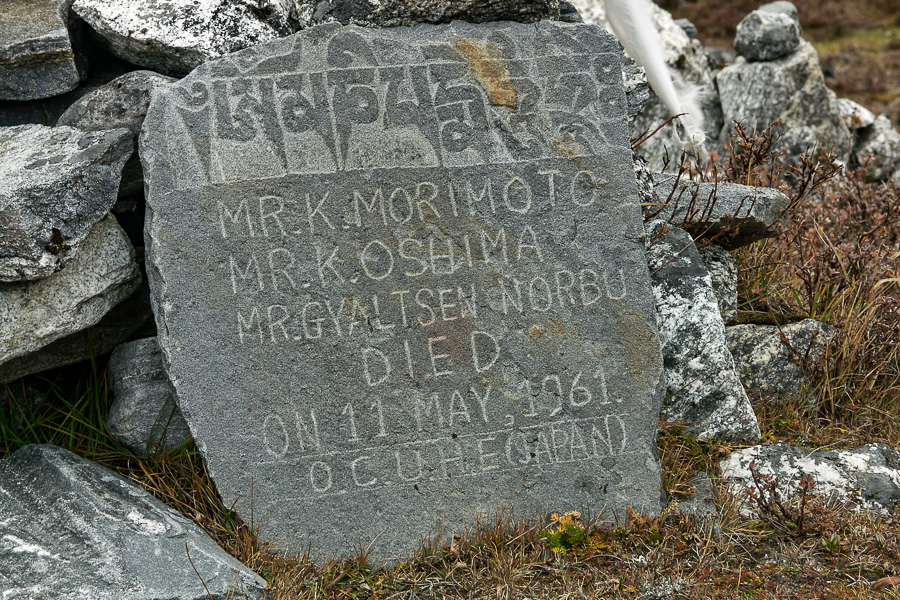 ཨོཾ་མ་ཎི་པདྨེ་ཧཱུྃ
MR.K.MORIMOTO
MR.K.OSHIMA
MR.GYALTSEN NORBU
DIED
ON 11 MAY, 1961.
O.C.U.H.E(JAPAN)